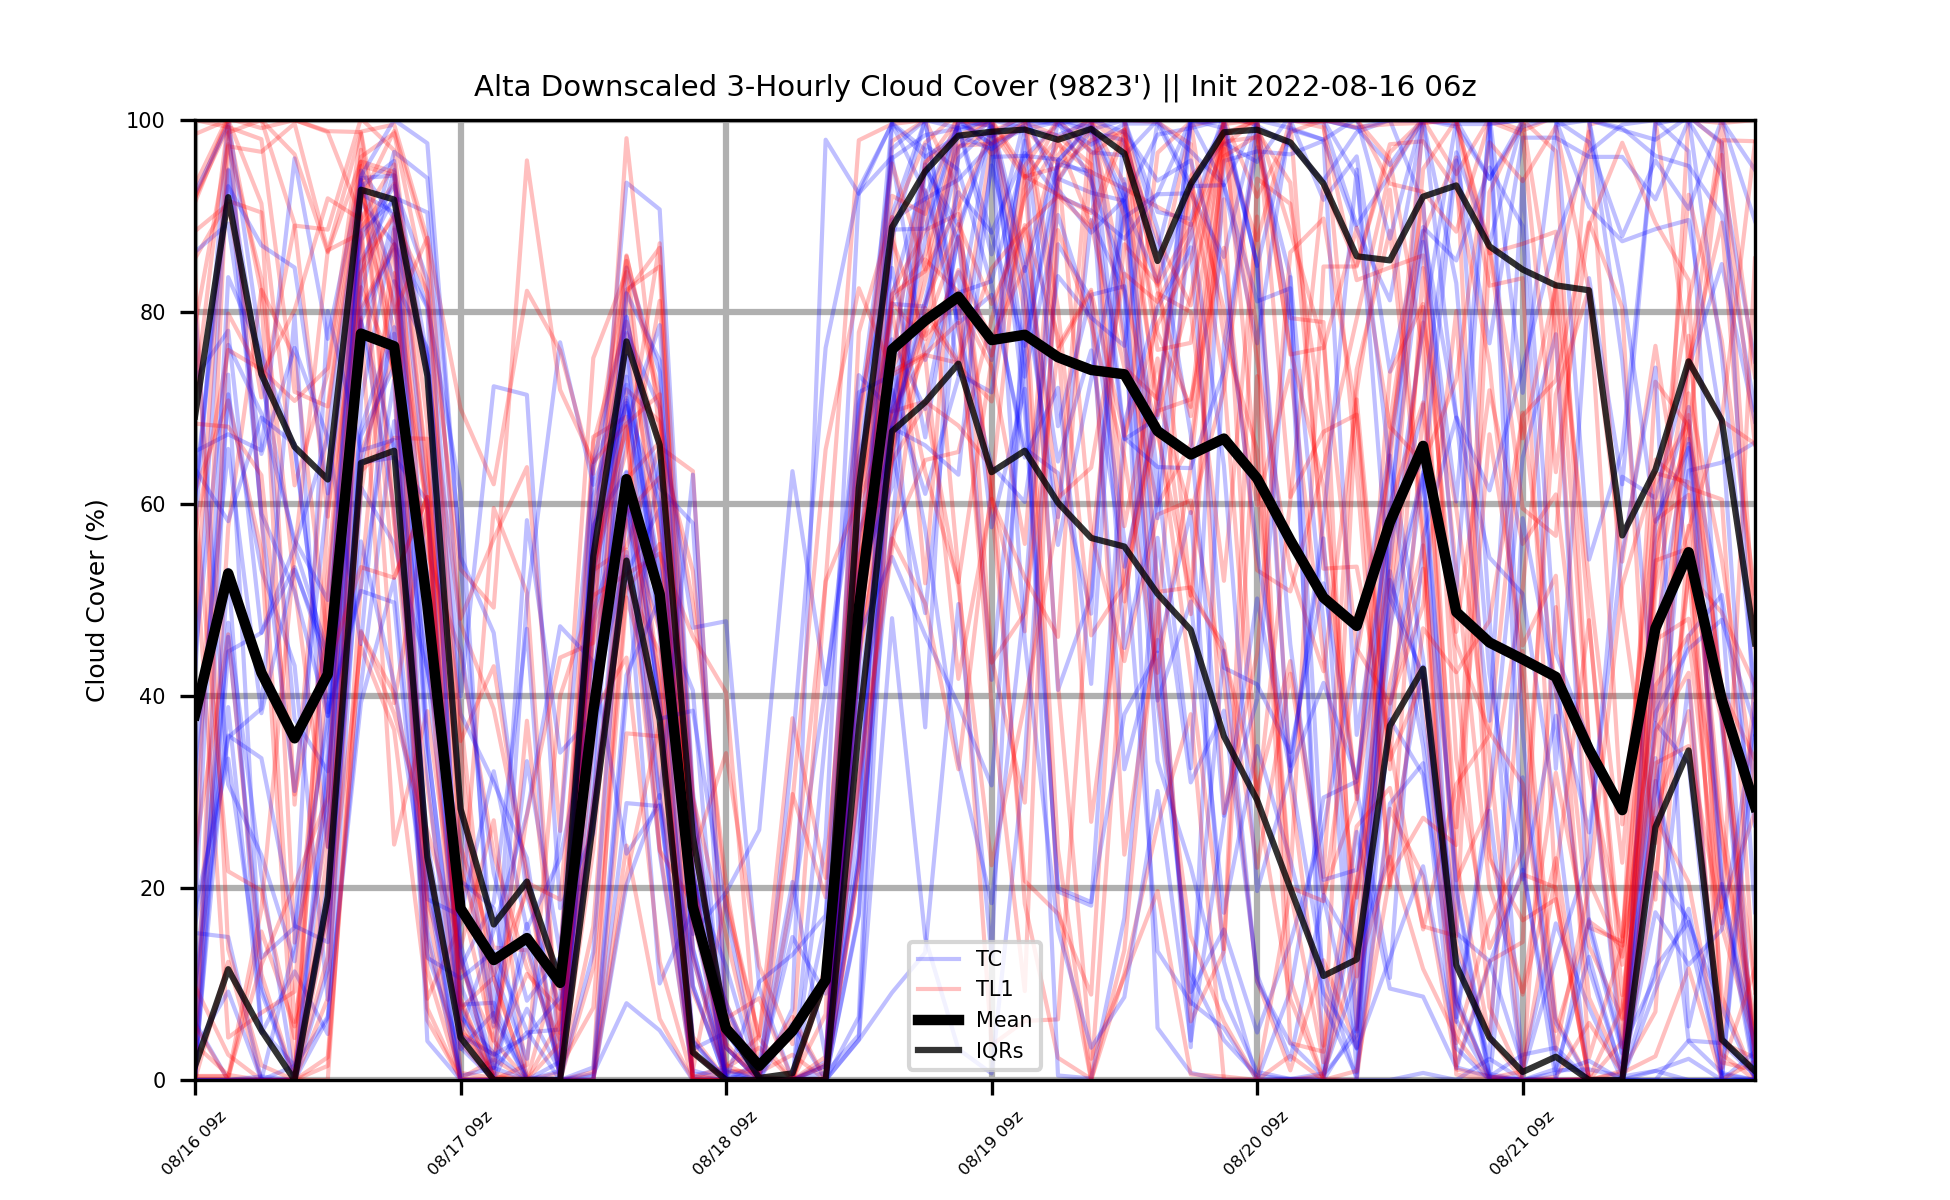 Alta Downscaled 3-Hourly Cloud Cover (9823') || Init 2022-08-16 06z
Cloud Cover (%)
100
80
60
40
20
0
TC
TL1
Mean
IQRs
08/16 09z
08/17 09z
08/18 09z
08/19 09z
08/20 09z
08/21 09z